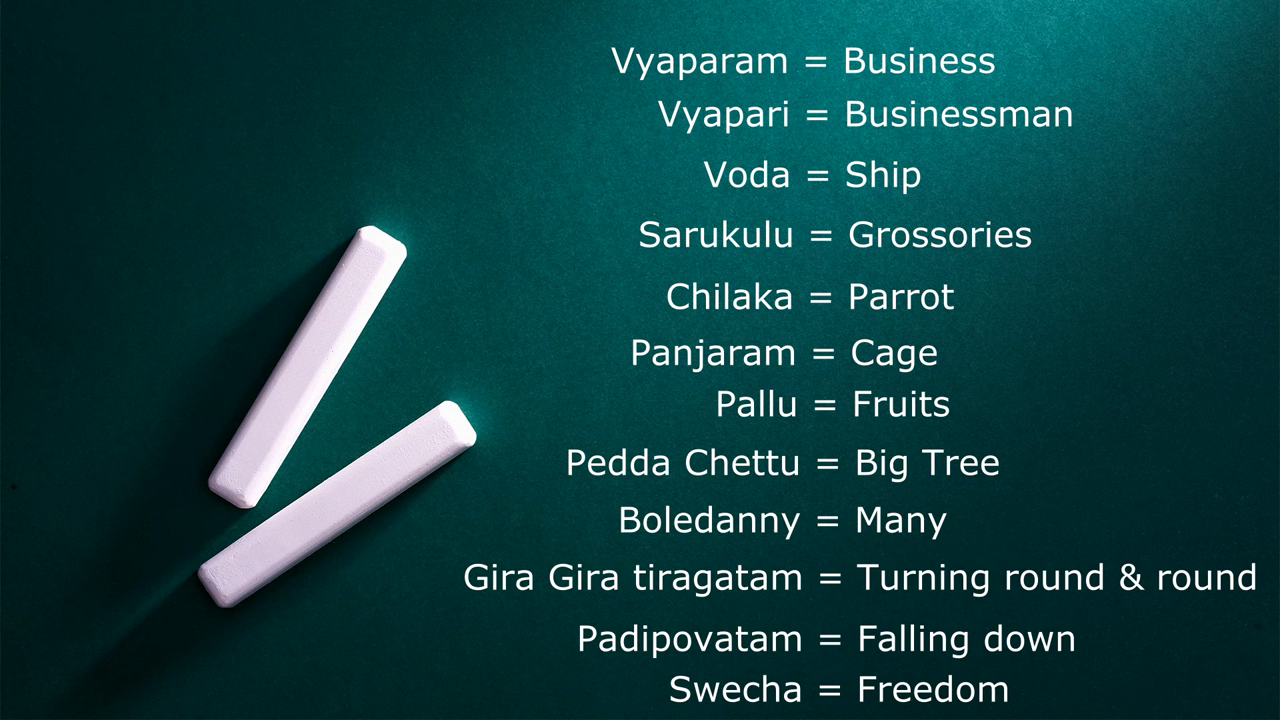 Vyaparam = Business
Vyapari = Businessman
Voda = Ship
Sarukulu = Grossories
Chilaka = Parrot
Panjaram = Cage
Pallu = Fruits
Pedda Chettu = Big Tree
Boledanny = Many
Gira Gira tiragatam = Turning round & round
Padipovatam = Falling down
Swecha = Freedom